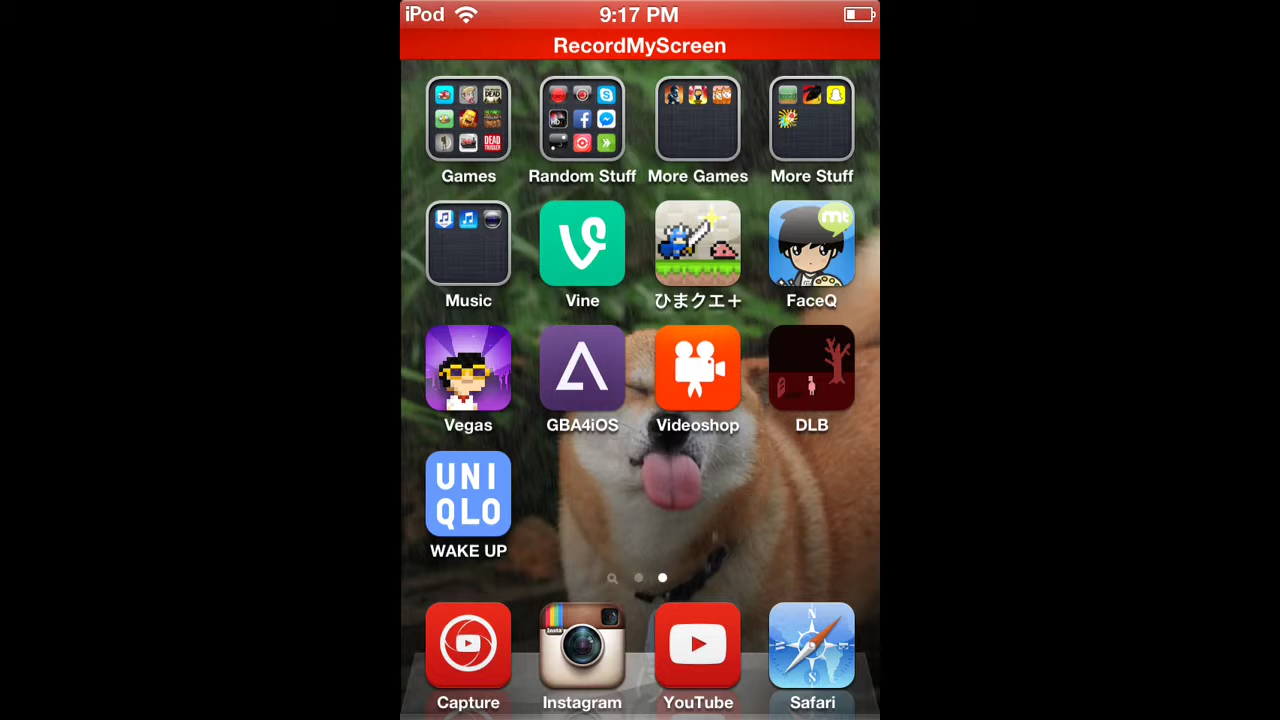 iPod 9:17 PM
RecordMyScreen
Games Random Stuff More Games More Stuff
Music Vine ひまクエ+ FaceQ
mt
Vegas GBA4iOS Videoshop DLB
UNI
QLO
WAKE UP
Capture Instagram YouTube Safari